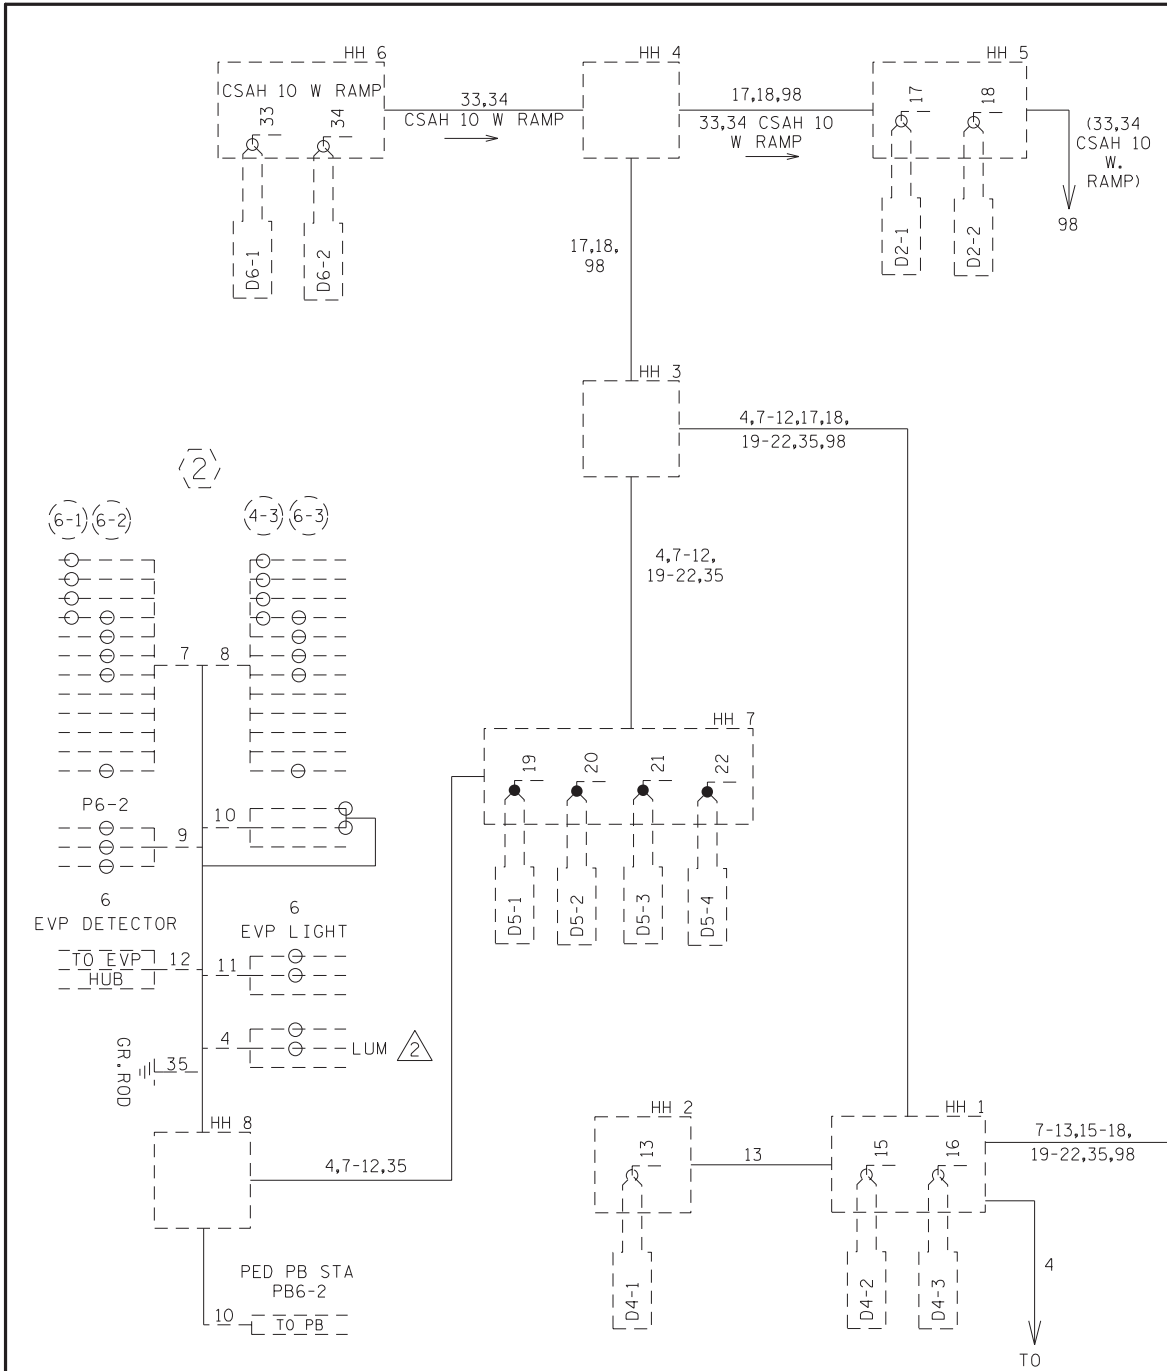 HH 6
HH 4
HH 5
CSAH 10 W RAMP
33
34
33,34
CSAH 10 W RAMP
17,18,98
33,34 CSAH 10
W RAMP
17
18
(33,34
CSAH 10
W.
RAMP)
98
D6-1
D6-2
D2-1
D2-2
17,18,
98
HH 3
4,7-12,17,18,
19-22,35,98
2
6-1
6-2
4-3
6-3
4,7-12,
19-22,35
7
8
HH 7
19
20
21
22
D5-1
D5-2
D5-3
D5-4
P6-2
10
9
6
EVP DETECTOR
6
EVP LIGHT
TO EVP
HUB
12
11
4
LUM
2
GR.ROD
35
HH 8
4,7-12,35
HH 2
13
13
D4-1
HH 1
15
16
D4-2
D4-3
7-13,15-18,
19-22,35,98
4
TO
PED PB STA
PB6-2
10
TO PB